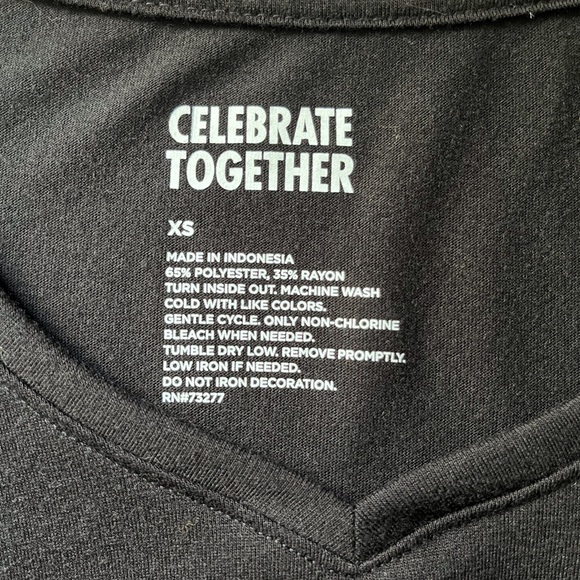 CELEBRATE
TOGETHER
XS
MADE IN INDONESIA
65% POLYESTER, 35% RAYON
TURN INSIDE OUT. MACHINE WASH
COLD WITH LIKE COLORS.
GENTLE CYCLE. ONLY NON-CHLORINE
BLEACH WHEN NEEDED.
TUMBLE DRY LOW. REMOVE PROMPTLY.
LOW IRON IF NEEDED.
DO NOT IRON DECORATION.
RN#73277